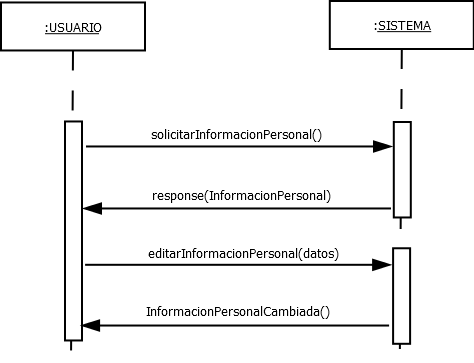 :USUARIO
:SISTEMA
solicitarInformacionPersonal()
response(InformacionPersonal)
editarInformacionPersonal(datos)
InformacionPersonalCambiada()